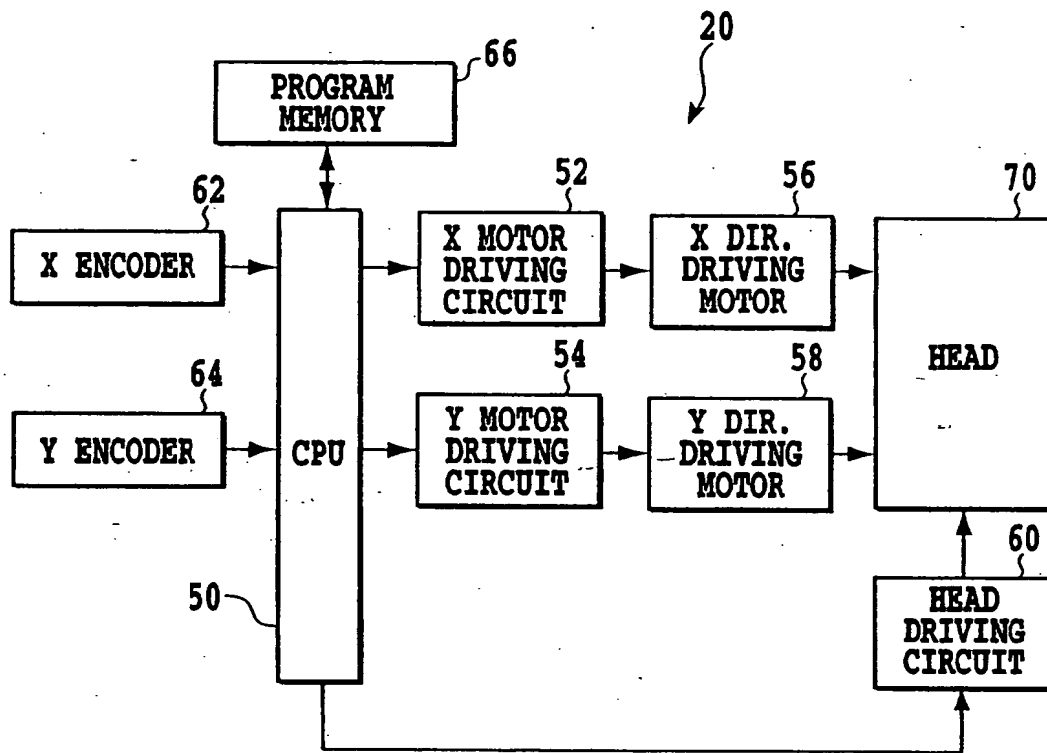 20
66
PROGRAM
MEMORY
62
X ENCODER
52
X MOTOR
DRIVING
CIRCUIT
56
X DIR.
DRIVING
MOTOR
70
HEAD
64
Y ENCODER
CPU
54
Y MOTOR
DRIVING
CIRCUIT
58
Y DIR.
DRIVING
MOTOR
50
60
HEAD
DRIVING
CIRCUIT